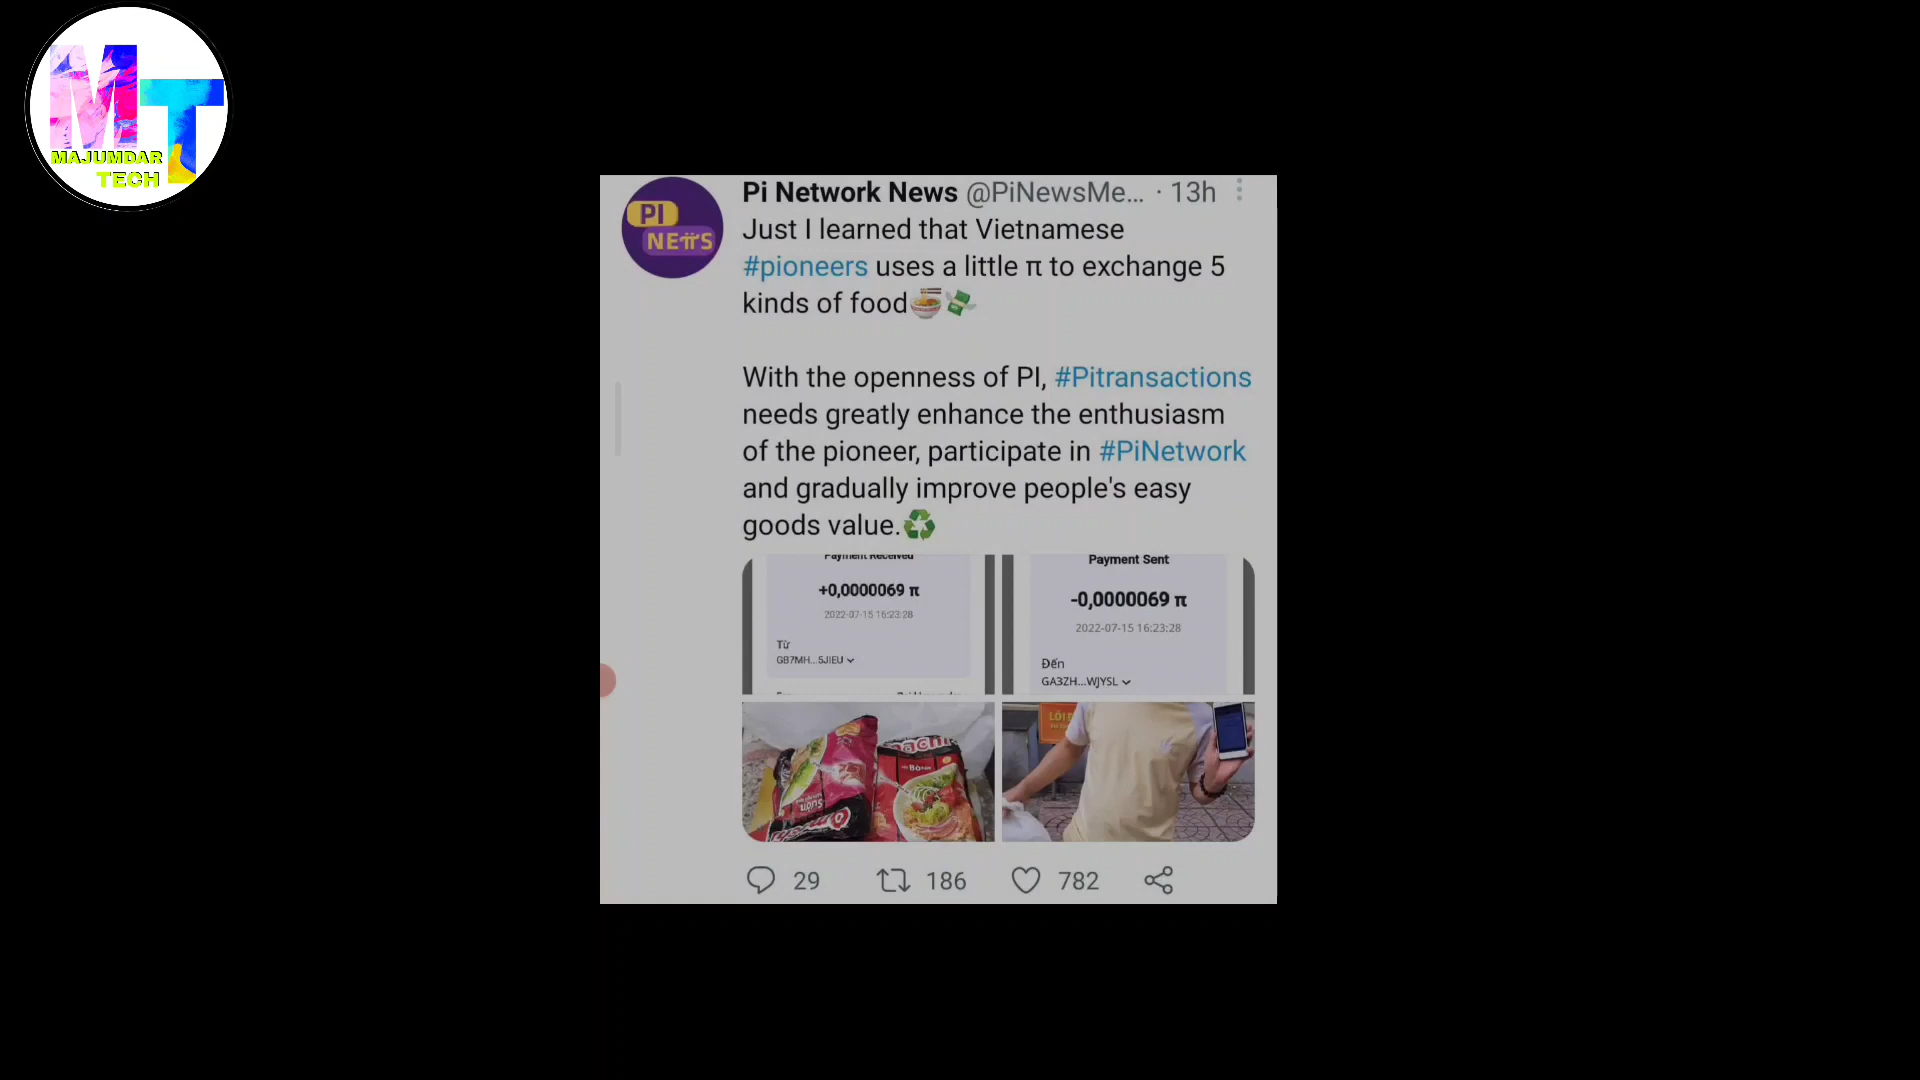 MAJUMDAR
TECH
PI
NEWS
Pi Network News @PiNewsMe... · 13h
Just I learned that Vietnamese
#pioneers uses a little π to exchange 5
kinds of food🍜💸
With the openness of PI, #Pitransactions
needs greatly enhance the enthusiasm
of the pioneer, participate in #PiNetwork
and gradually improve people's easy
goods value.♻️
Payment Received
+0,0000069 π
2022-07-15 16:23:28
Từ
GB7MH...5JIEU
Payment Sent
-0,0000069 π
2022-07-15 16:23:28
Đến
GA3ZH...WJYSL
29 186 782